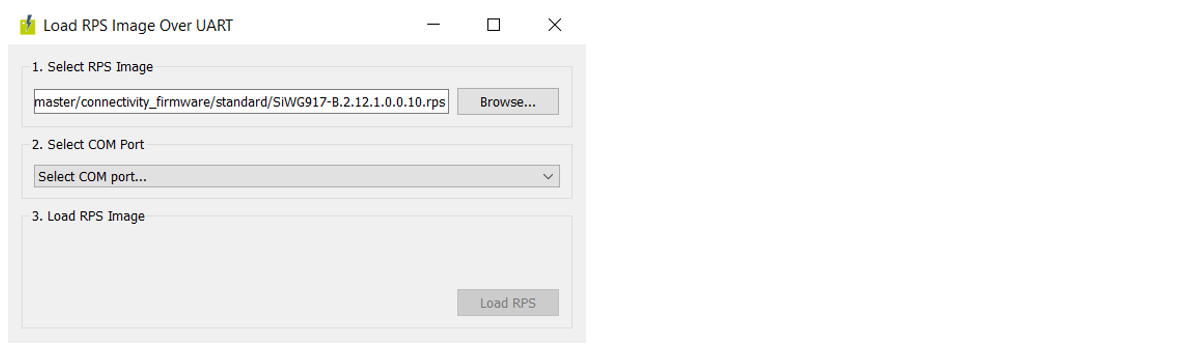 Load RPS Image Over UART
1. Select RPS Image
master/connectivity_firmware/standard/SiWG917-B.2.12.1.0.0.10.rps
Browse...
2. Select COM Port
Select COM port...
3. Load RPS Image
Load RPS